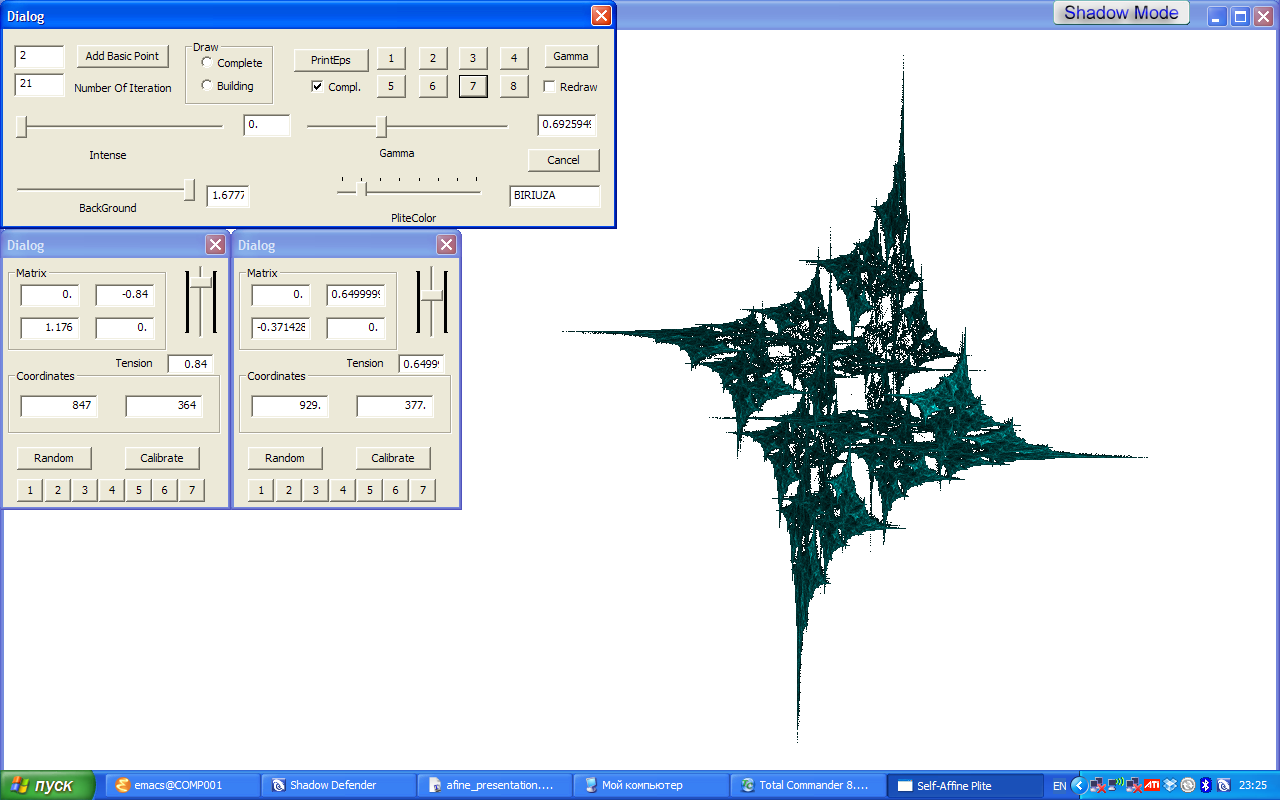 Dialog
Shadow Mode
2
Add Basic Point
Draw
Complete
Building
PrintEps
1 2 3 4
Gamma
21
Number Of Iteration
Compl.
5 6 7 8
Redraw
0.
0.6925949
Intense
Gamma
Cancel
1.6777
BIRIUZA
BackGround
PliteColor
Dialog
Matrix
0. -0.84
1.176 0.
Tension 0.84
Coordinates
847 364
Random Calibrate
1 2 3 4 5 6 7
Dialog
Matrix
0. 0.6499999
-0.371428 0.
Tension 0.6499
Coordinates
929. 377.
Random Calibrate
1 2 3 4 5 6 7
пуск
emacs@COMP001
Shadow Defender
afine_presentation....
Мой компьютер
Total Commander 8....
Self-Affine Plite
EN
ATI
23:25